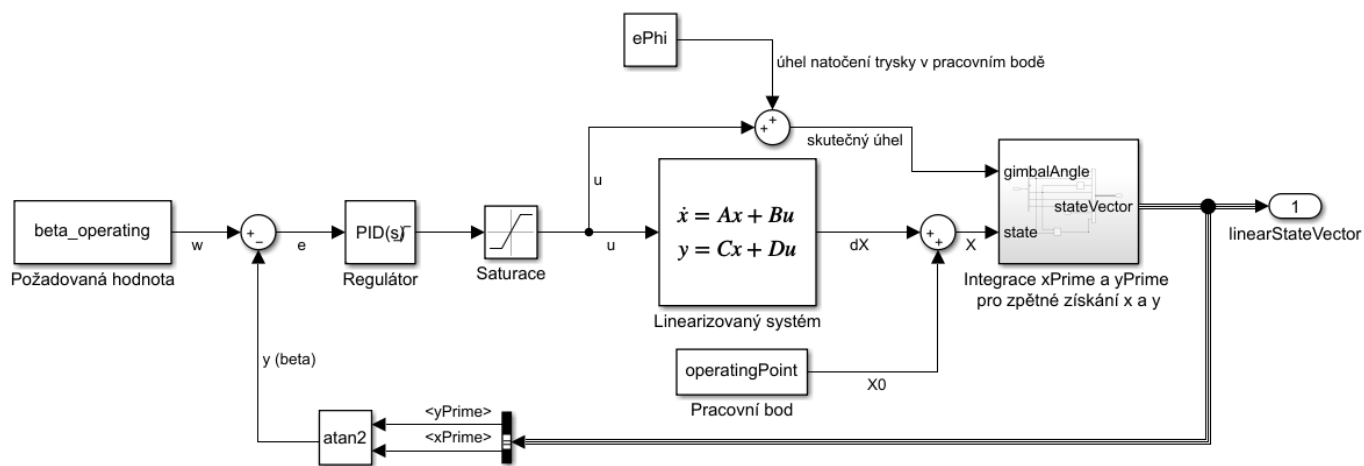 ePhi
úhel natočení trysky v pracovním bodě
+
+
skutečný úhel
u
gimbalAngle
stateVector
state
Integrace xPrime a yPrime
pro zpětné získání x a y
1
linearStateVector
beta_operating
Požadovaná hodnota
w
+
−
e
PID(s)
Regulátor
Saturace
u
ẋ = Ax + Bu
y = Cx + Du
Linearizovaný systém
dX
+
+
X
operatingPoint
Pracovní bod
X0
y (beta)
atan2
<yPrime>
<xPrime>